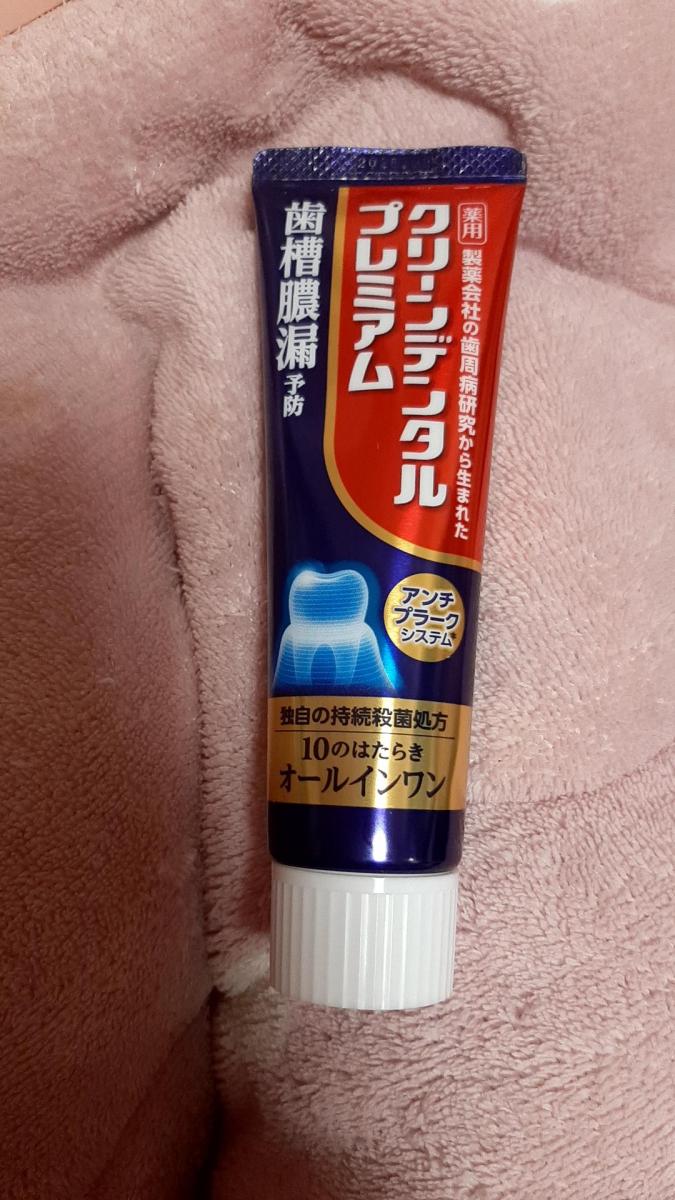 薬用
製薬会社の歯周病研究から生まれた
クリーンデンタル
プレミアム
歯槽膿漏予防
アンチ
プラーク
システム*
独自の持続殺菌処方
10のはたらき
オールインワン